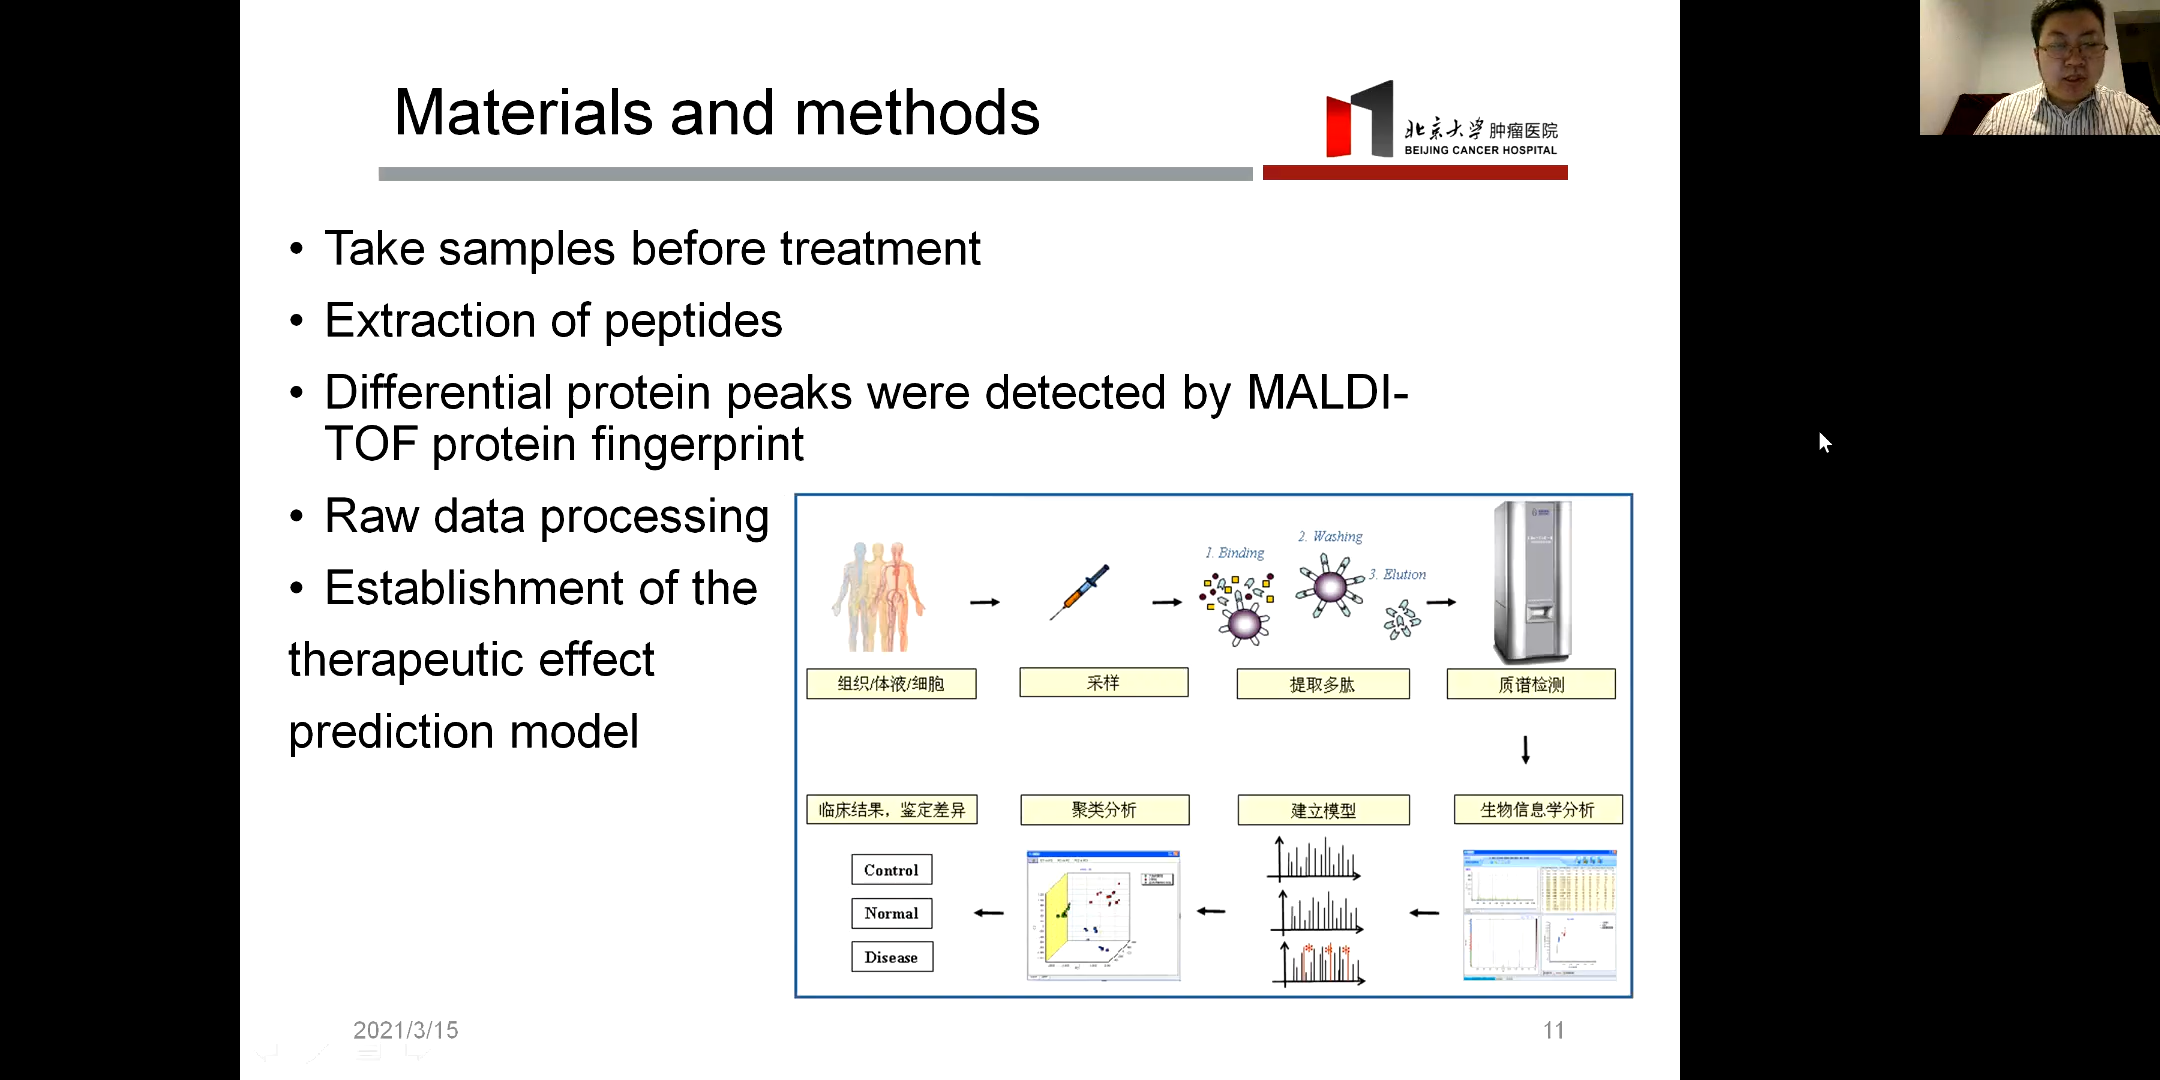 Materials and methods
北京大学 肿瘤医院
BEIJING CANCER HOSPITAL
• Take samples before treatment
• Extraction of peptides
• Differential protein peaks were detected by MALDI-
TOF protein fingerprint
• Raw data processing
• Establishment of the
therapeutic effect
prediction model
1. Binding
2. Washing
3. Elution
组织/体液/细胞
采样
提取多肽
质谱检测
临床结果，鉴定差异
聚类分析
建立模型
生物信息学分析
Control
Normal
Disease
2021/3/15
11